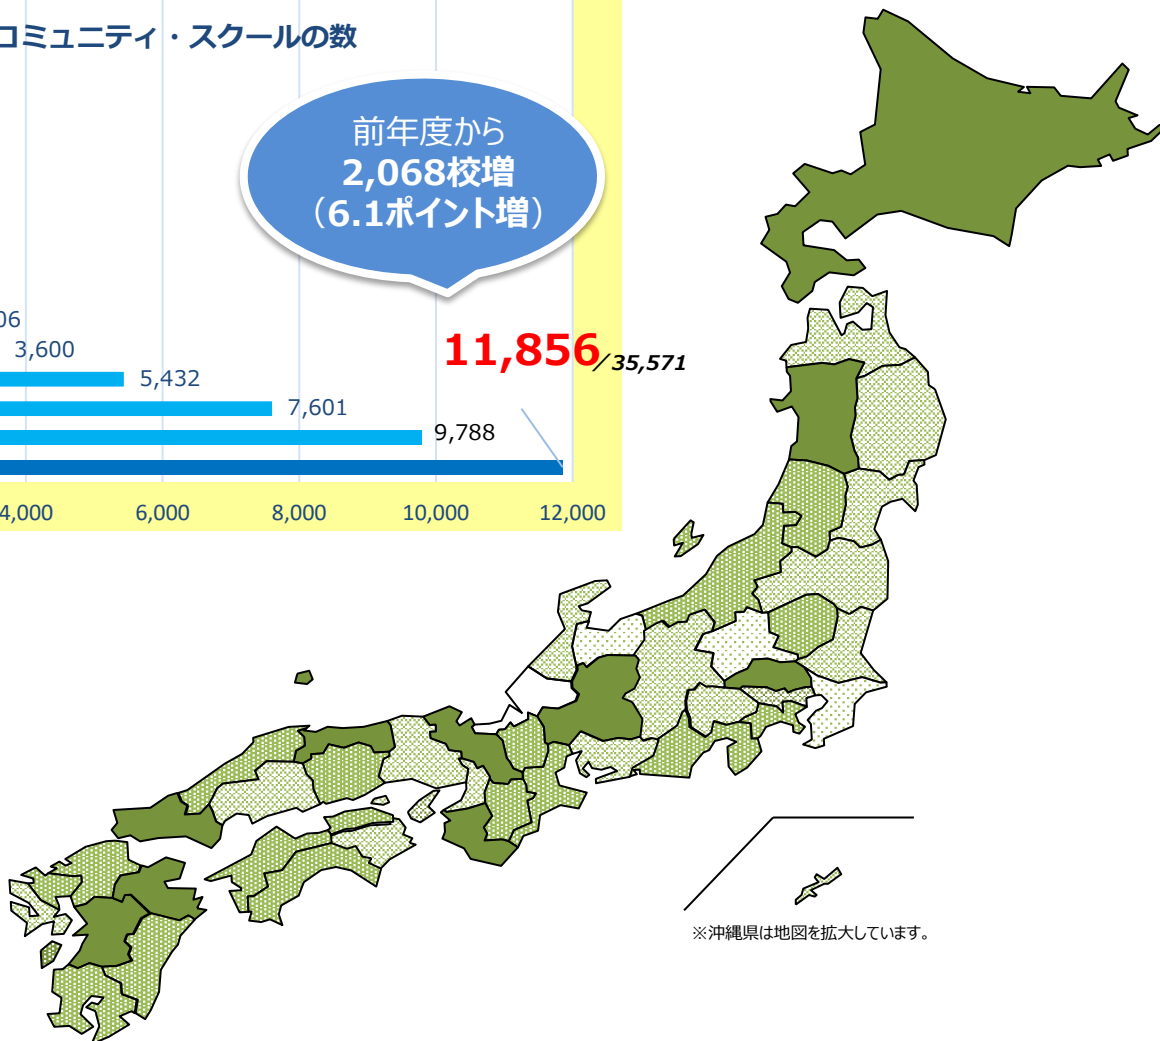 コミュニティ・スクールの数
前年度から
2,068校増
（6.1ポイント増）
06
3,600
11,856/35,571
5,432
7,601
9,788
4,000 6,000 8,000 10,000 12,000
※沖縄県は地図を拡大しています。